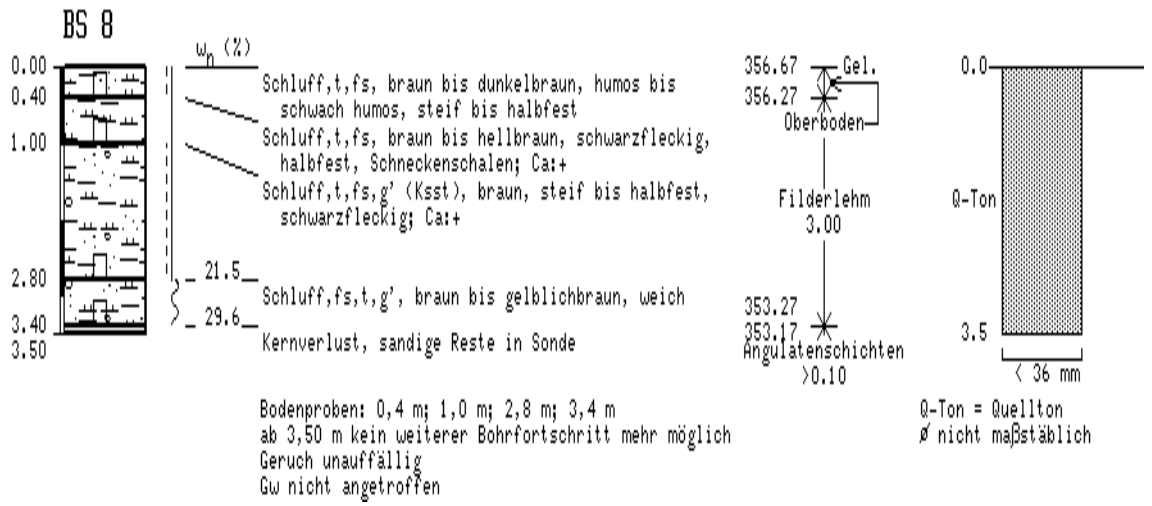 BS 8
w_n (%)
0.00
0.40
1.00
2.80
3.40
3.50
Schluff,t,fs, braun bis dunkelbraun, humos bis
schwach humos, steif bis halbfest
Schluff,t,fs, braun bis hellbraun, schwarzfleckig,
halbfest, Schneckenschalen; Ca:+
Schluff,t,fs,g' (Ksst), braun, steif bis halbfest,
schwarzfleckig; Ca:+
21.5
Schluff,fs,t,g', braun bis gelblichbraun, weich
29.6
Kernverlust, sandige Reste in Sonde
356.67 Gel.
356.27
Oberboden
Filderlehm
3.00
353.27
353.17
Angulatenschichten
>0.10
0.0
Q-Ton
3.5
< 36 mm
Bodenproben: 0,4 m; 1,0 m; 2,8 m; 3,4 m
ab 3,50 m kein weiterer Bohrfortschritt mehr möglich
Geruch unauffällig
Gw nicht angetroffen
Q-Ton = Quellton
Ø nicht maßstäblich